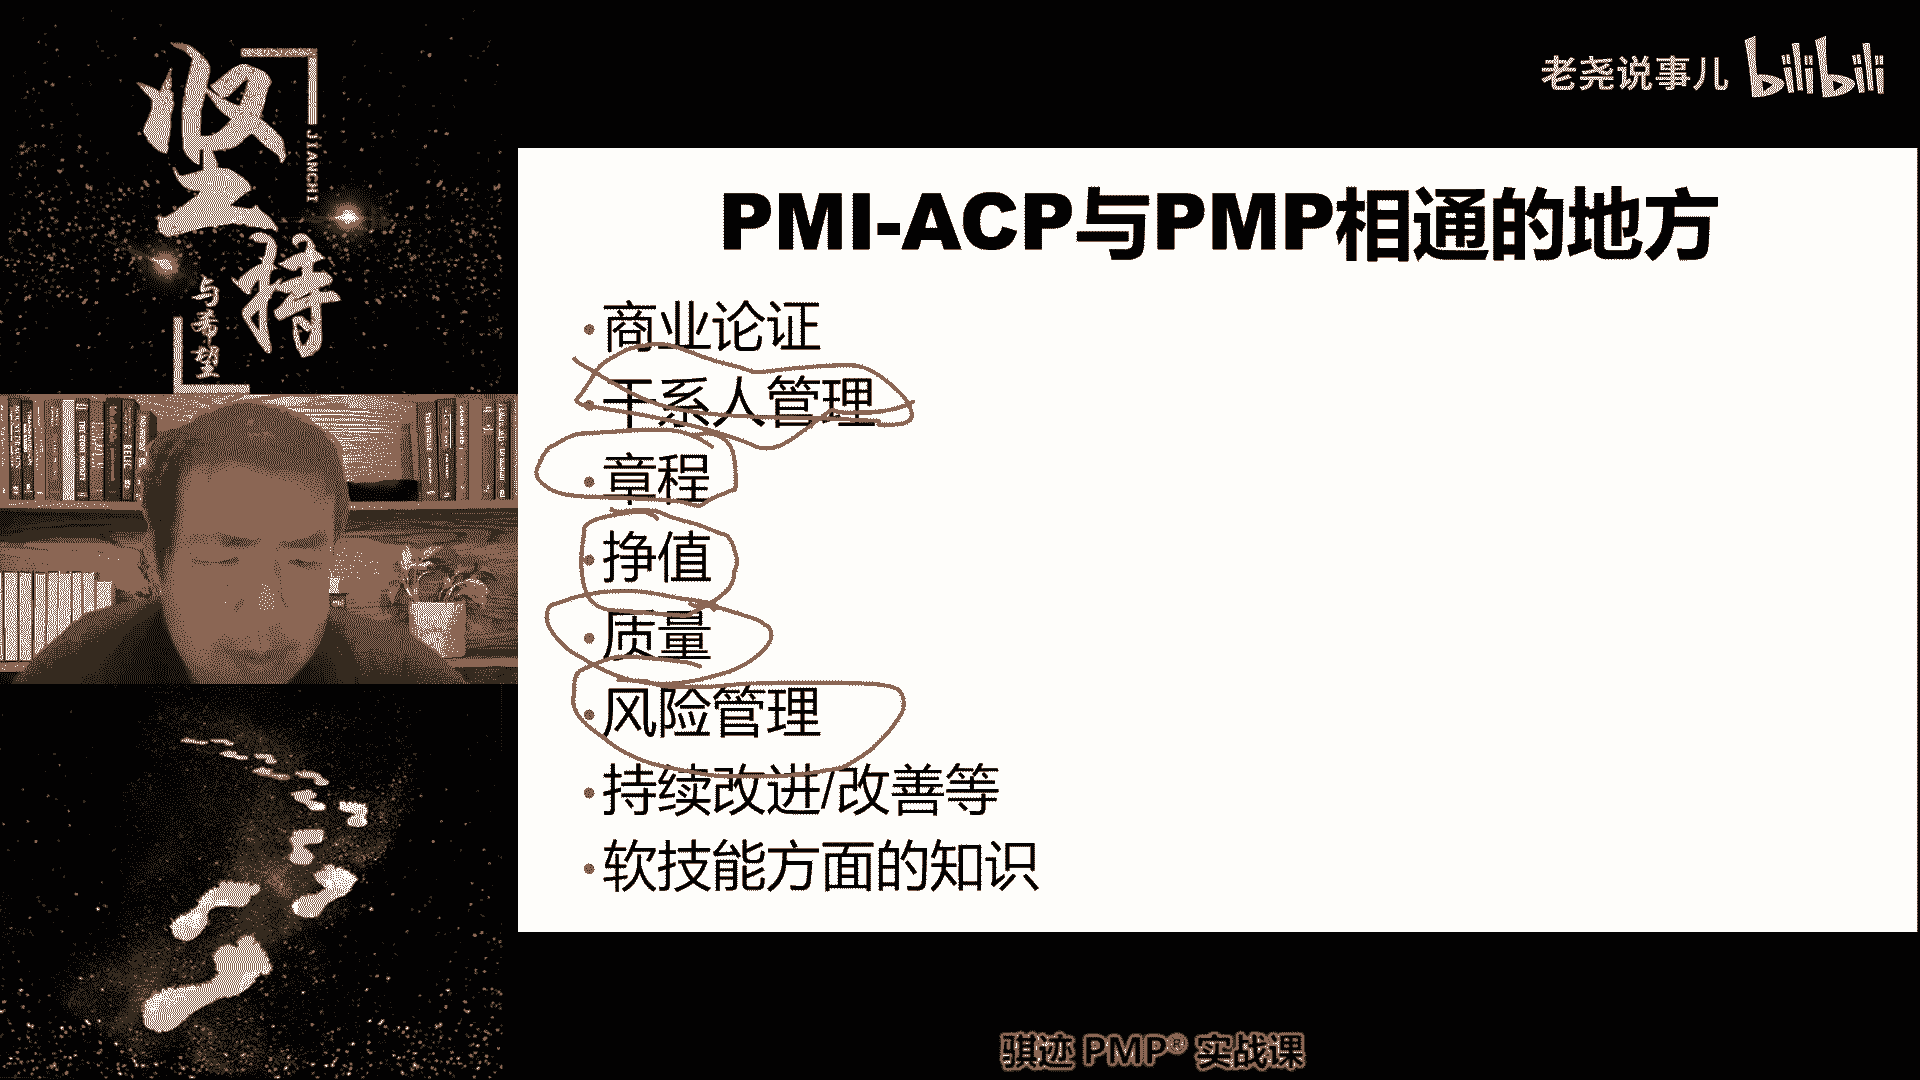 坚持
JIANCHI
与希望
老尧说事儿 bilibili
PMI-ACP与PMP相通的地方
•商业论证
•干系人管理
•章程
•挣值
•质量
•风险管理
•持续改进/改善等
•软技能方面的知识
骐迹 PMP® 实战课